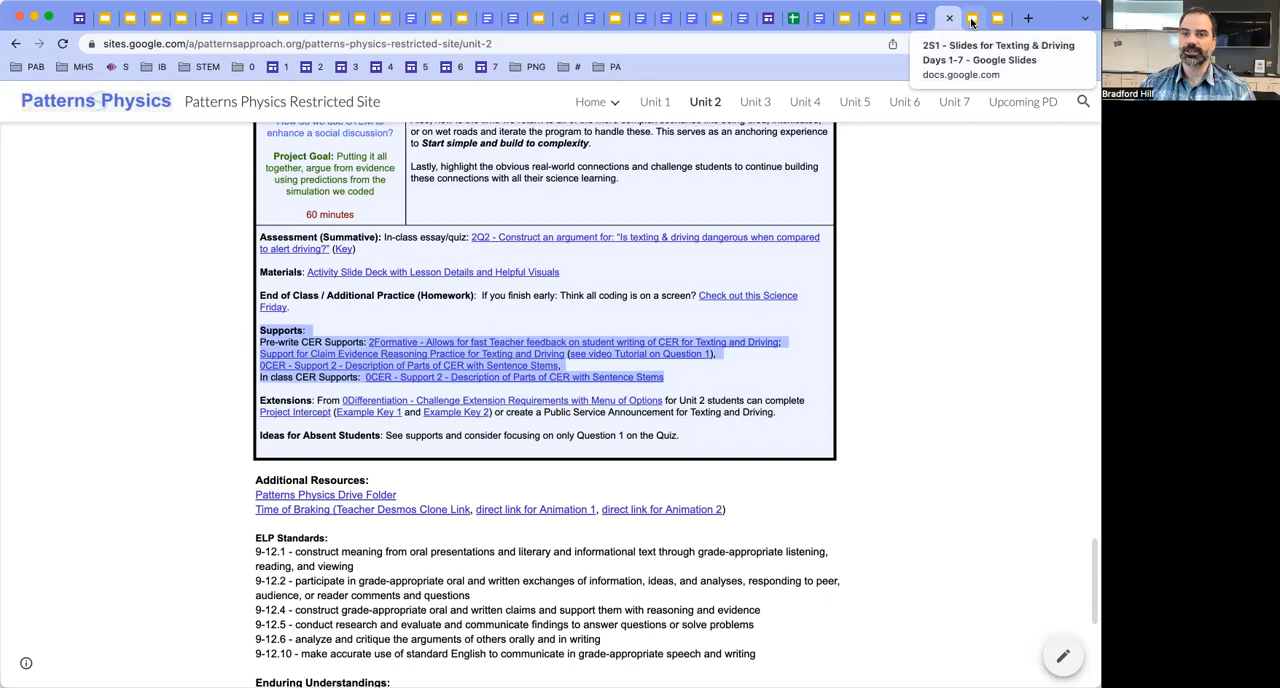 sites.google.com/a/patternsapproach.org/patterns-physics-restricted-site/unit-2
PAB
MHS
S
IB
STEM
0
1
2
3
4
5
6
7
PNG
#
PA
2S1 - Slides for Texting & Driving
Days 1-7 - Google Slides
docs.google.com
Bradford Hill
Patterns Physics
Patterns Physics Restricted Site
Home
Unit 1
Unit 2
Unit 3
Unit 4
Unit 5
Unit 6
Unit 7
Upcoming PD
enhance a social discussion?
Project Goal: Putting it all
together, argue from evidence
using predictions from the
simulation we coded
60 minutes
or on wet roads and iterate the program to handle these. This serves as an anchoring experience
to Start simple and build to complexity.
Lastly, highlight the obvious real-world connections and challenge students to continue building
these connections with all their science learning.
Assessment (Summative): In-class essay/quiz: 2Q2 - Construct an argument for: "Is texting & driving dangerous when compared
to alert driving?" (Key)
Materials: Activity Slide Deck with Lesson Details and Helpful Visuals
End of Class / Additional Practice (Homework): If you finish early: Think all coding is on a screen? Check out this Science
Friday.
Supports:
Pre-write CER Supports: 2Formative - Allows for fast Teacher feedback on student writing of CER for Texting and Driving;
Support for Claim Evidence Reasoning Practice for Texting and Driving (see video Tutorial on Question 1),
0CER - Support 2 - Description of Parts of CER with Sentence Stems,
In class CER Supports: 0CER - Support 2 - Description of Parts of CER with Sentence Stems
Extensions: From 0Differentiation - Challenge Extension Requirements with Menu of Options for Unit 2 students can complete
Project Intercept (Example Key 1 and Example Key 2) or create a Public Service Announcement for Texting and Driving.
Ideas for Absent Students: See supports and consider focusing on only Question 1 on the Quiz.
Additional Resources:
Patterns Physics Drive Folder
Time of Braking (Teacher Desmos Clone Link, direct link for Animation 1, direct link for Animation 2)
ELP Standards:
9-12.1 - construct meaning from oral presentations and literary and informational text through grade-appropriate listening,
reading, and viewing
9-12.2 - participate in grade-appropriate oral and written exchanges of information, ideas, and analyses, responding to peer,
audience, or reader comments and questions
9-12.4 - construct grade-appropriate oral and written claims and support them with reasoning and evidence
9-12.5 - conduct research and evaluate and communicate findings to answer questions or solve problems
9-12.6 - analyze and critique the arguments of others orally and in writing
9-12.10 - make accurate use of standard English to communicate in grade-appropriate speech and writing
Enduring Understandings: